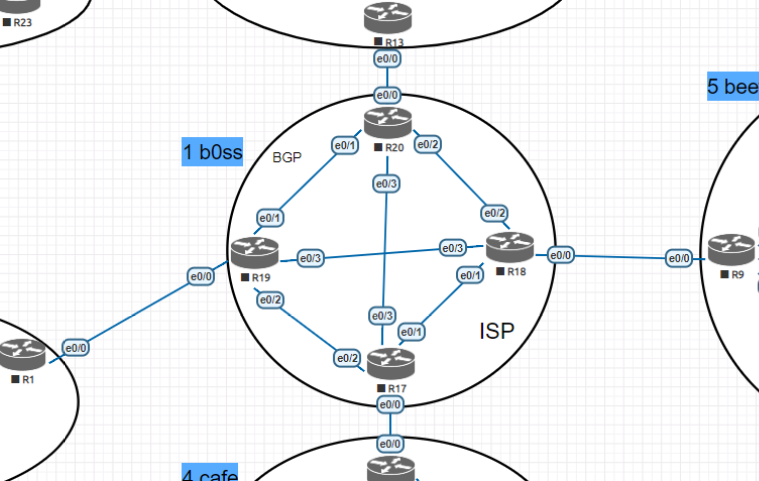 R23
R13
e0/0
e0/0
5 bee
R20
1 b0ss
BGP
e0/1
e0/2
e0/3
e0/1
e0/2
R19
e0/3
e0/3
R18
e0/0
e0/0
R9
e0/0
e0/2
e0/1
ISP
e0/3
e0/1
e0/0
R1
e0/2
R17
e0/0
e0/0
4 cafe